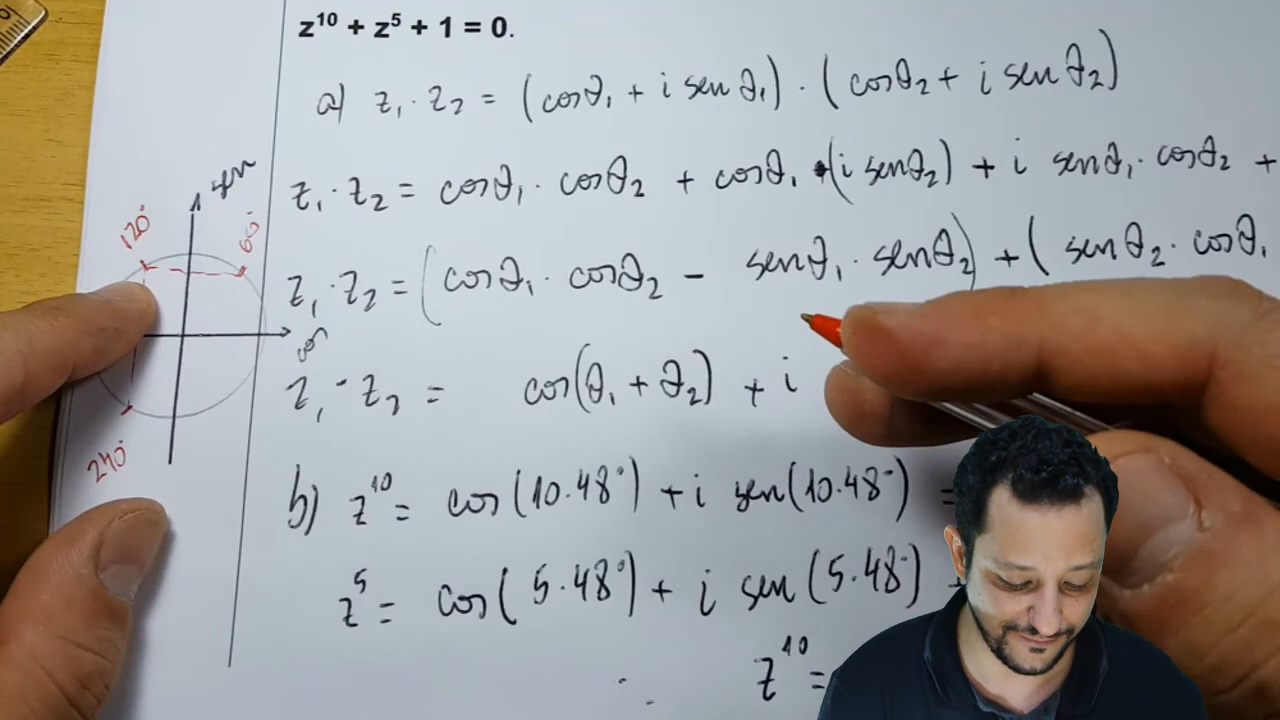 z¹⁰ + z⁵ + 1 = 0.
a) z₁ · z₂ = (cosθ₁ + i senθ₁) · (cosθ₂ + i senθ₂)
z₁ · z₂ = cosθ₁ · cosθ₂ + cosθ₁ · (i senθ₂) + i senθ₁ · cosθ₂ +
z₁ · z₂ = (cosθ₁ · cosθ₂ − senθ₁ · senθ₂) + (senθ₂ · cosθ₁
z₁ · z₂ = cos(θ₁ + θ₂) + i
b) z¹⁰ = cos(10·48°) + i sen(10·48°) =
z⁵ = cos(5·48°) + i sen(5·48°)
∴ z¹⁰ =
sen
120°
60°
cos
240°